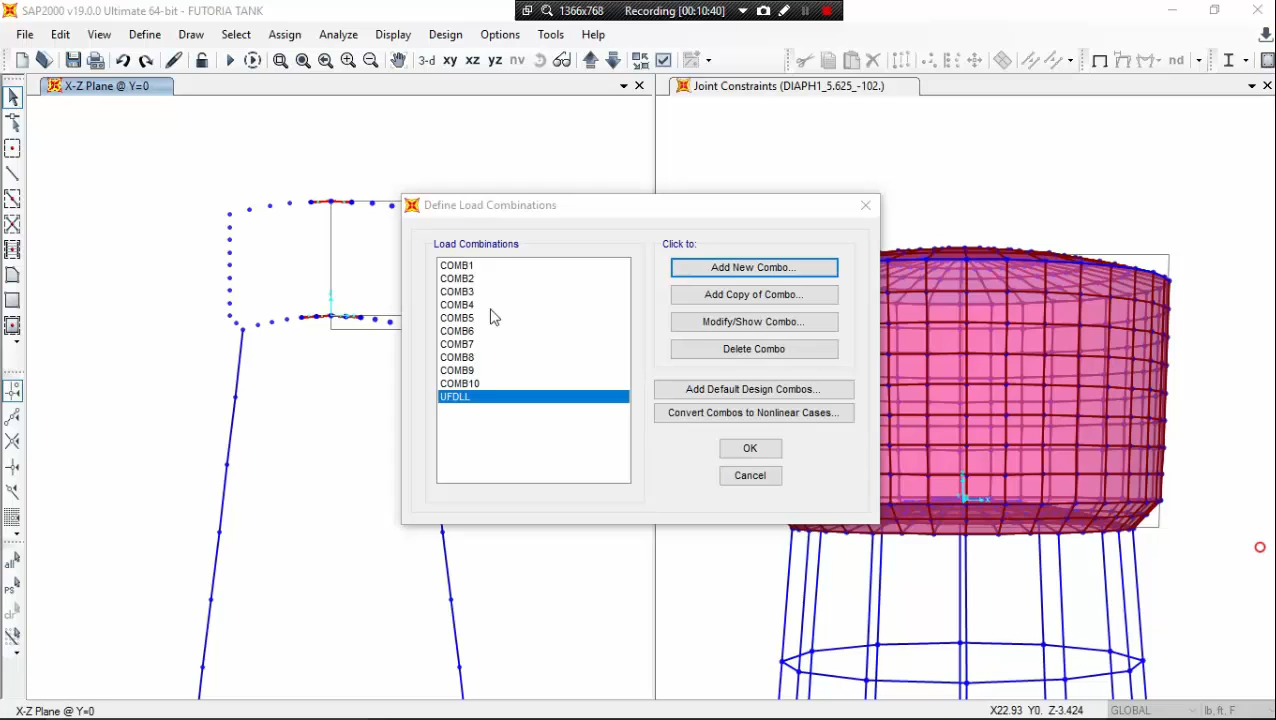 SAP2000 v19.0.0 Ultimate 64-bit - FUTORIA TANK
1366x768
Recording [00:10:40]
File Edit View Define Draw Select Assign Analyze Display Design Options Tools Help
3-d xy xz yz nv
nd
X-Z Plane @ Y=0
Joint Constraints (DIAPH1_5.625_-102.)
Define Load Combinations
Load Combinations
COMB1
COMB2
COMB3
COMB4
COMB5
COMB6
COMB7
COMB8
COMB9
COMB10
UFDLL
Click to:
Add New Combo...
Add Copy of Combo...
Modify/Show Combo...
Delete Combo
Add Default Design Combos...
Convert Combos to Nonlinear Cases...
OK
Cancel
all
PS
clr
X-Z Plane @ Y=0
X22.93 Y0. Z-3.424
GLOBAL
lb, ft, F